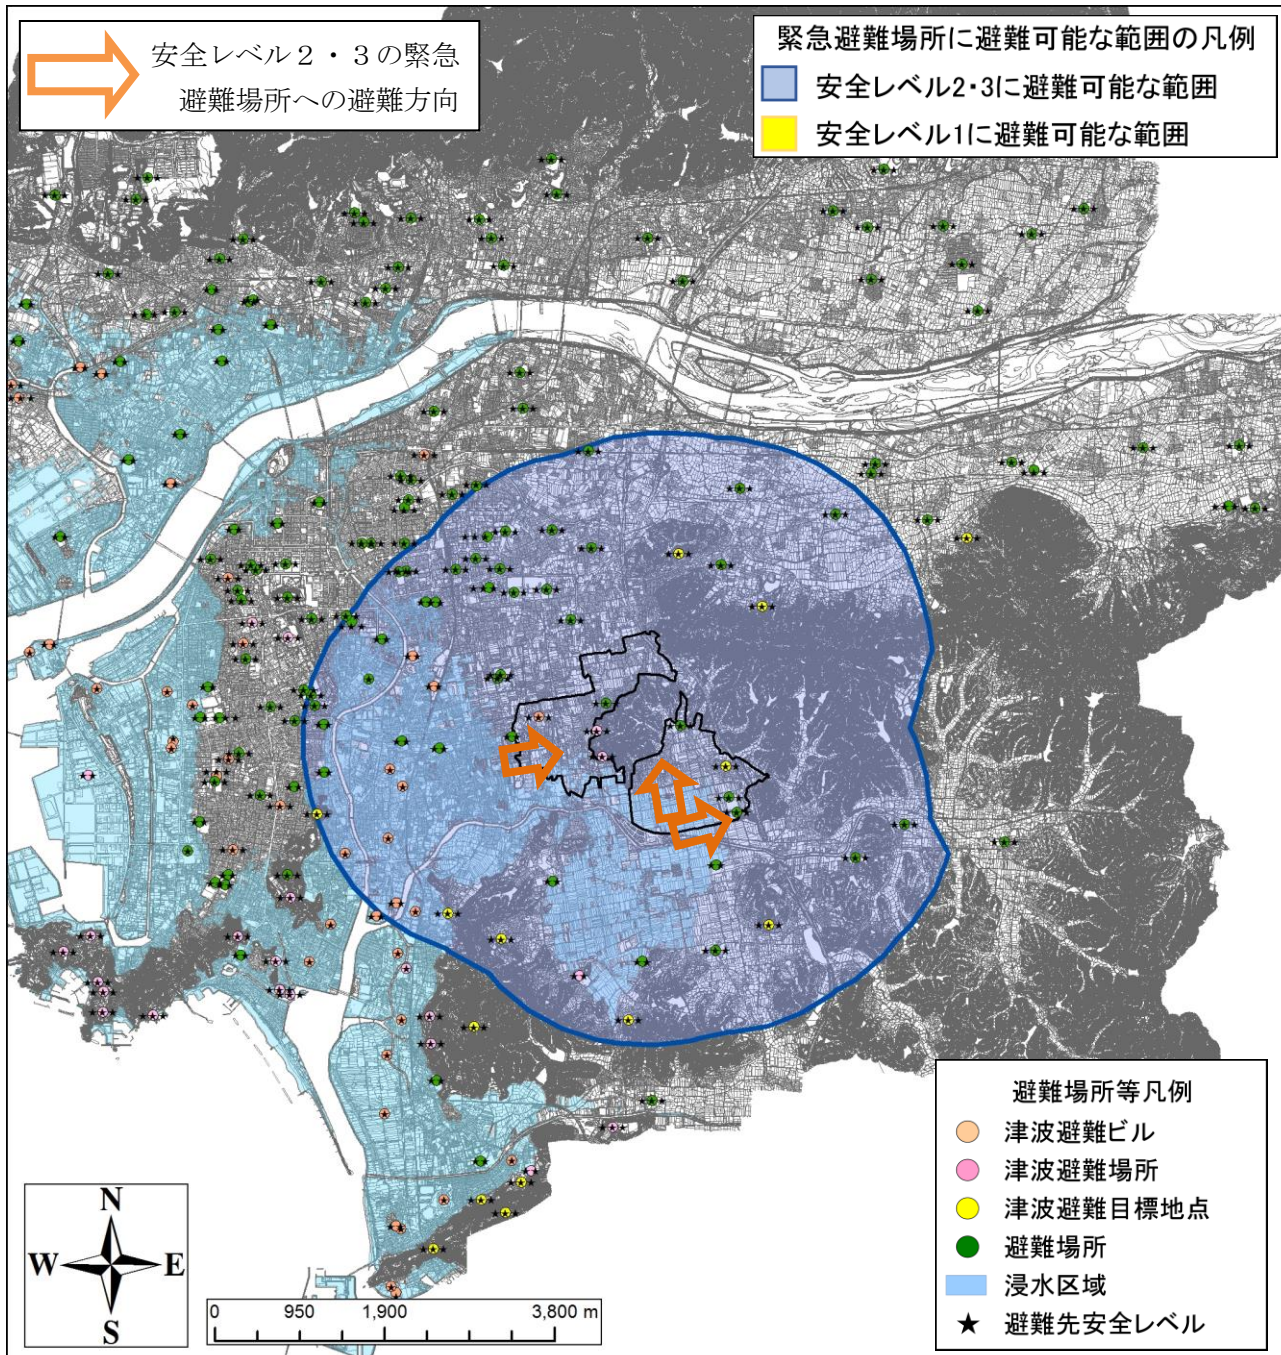 安全レベル２・３の緊急
避難場所への避難方向
緊急避難場所に避難可能な範囲の凡例
安全レベル2・3に避難可能な範囲
安全レベル1に避難可能な範囲
避難場所等凡例
津波避難ビル
津波避難場所
津波避難目標地点
避難場所
浸水区域
★ 避難先安全レベル
N
W E
S
0 950 1,900 3,800 m